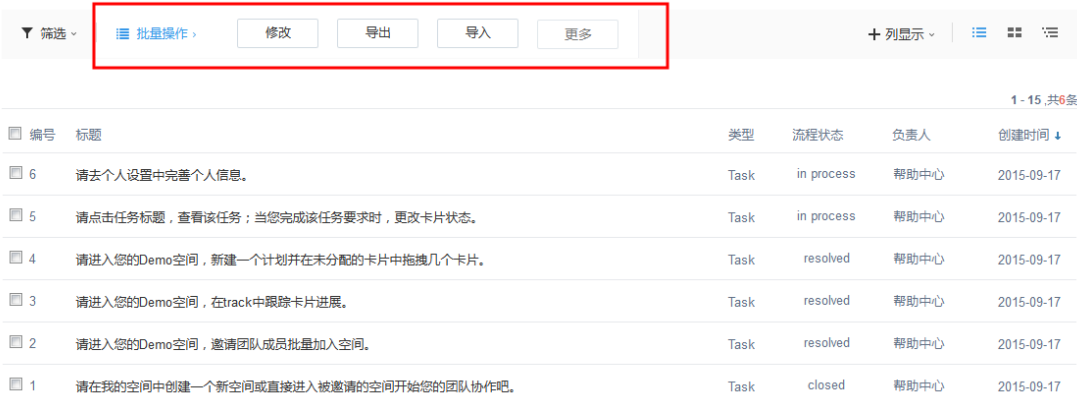 筛选 批量操作 修改 导出 导入 更多 列显示
1 - 15 ,共6条
编号 标题 类型 流程状态 负责人 创建时间
6 请去个人设置中完善个人信息。 Task in process 帮助中心 2015-09-17
5 请点击任务标题，查看该任务；当您完成该任务要求时，更改卡片状态。 Task in process 帮助中心 2015-09-17
4 请进入您的Demo空间，新建一个计划并在未分配的卡片中拖拽几个卡片。 Task resolved 帮助中心 2015-09-17
3 请进入您的Demo空间，在track中跟踪卡片进展。 Task resolved 帮助中心 2015-09-17
2 请进入您的Demo空间，邀请团队成员批量加入空间。 Task resolved 帮助中心 2015-09-17
1 请在我的空间中创建一个新空间或直接进入被邀请的空间开始您的团队协作吧。 Task closed 帮助中心 2015-09-17